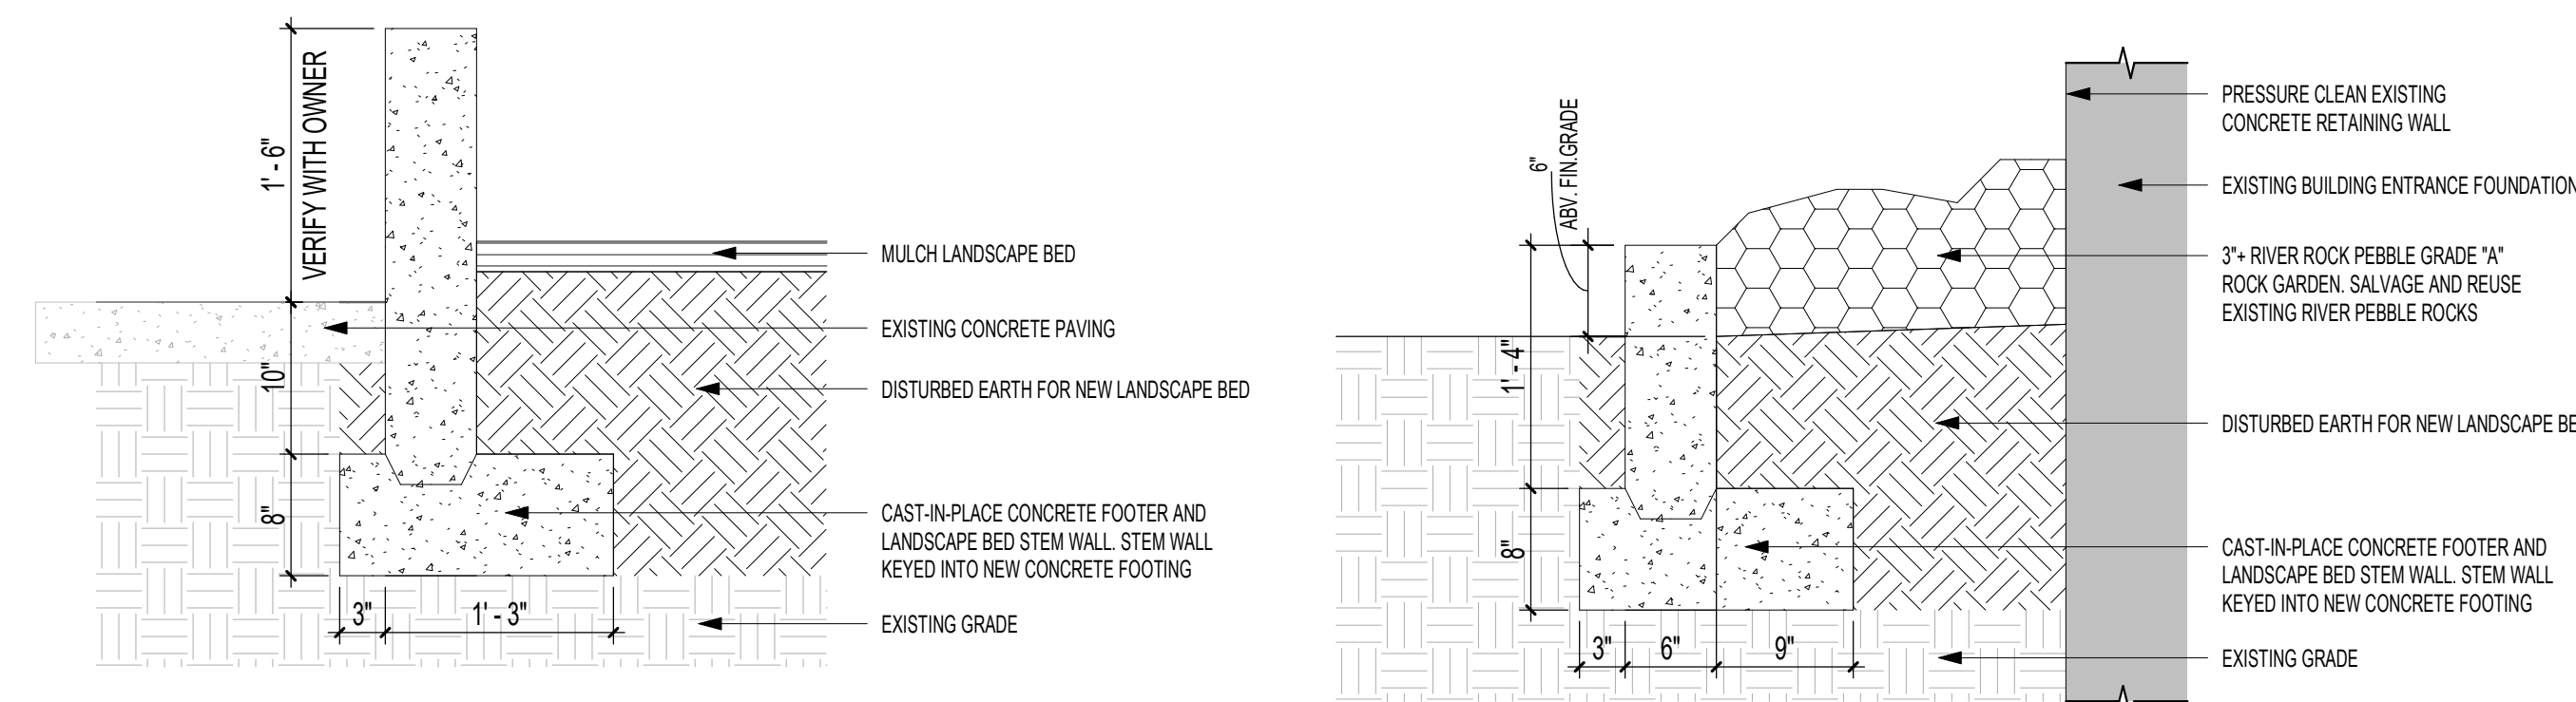 1' - 6"
VERIFY WITH OWNER
10"
8"
3"
1' - 3"
MULCH LANDSCAPE BED
EXISTING CONCRETE PAVING
DISTURBED EARTH FOR NEW LANDSCAPE BED
CAST-IN-PLACE CONCRETE FOOTER AND
LANDSCAPE BED STEM WALL. STEM WALL
KEYED INTO NEW CONCRETE FOOTING
EXISTING GRADE
6"
ABV. FIN.GRADE
1' - 4"
8"
3"
6"
9"
PRESSURE CLEAN EXISTING
CONCRETE RETAINING WALL
EXISTING BUILDING ENTRANCE FOUNDATION
3"+ RIVER ROCK PEBBLE GRADE "A"
ROCK GARDEN. SALVAGE AND REUSE
EXISTING RIVER PEBBLE ROCKS
DISTURBED EARTH FOR NEW LANDSCAPE BE
CAST-IN-PLACE CONCRETE FOOTER AND
LANDSCAPE BED STEM WALL. STEM WALL
KEYED INTO NEW CONCRETE FOOTING
EXISTING GRADE